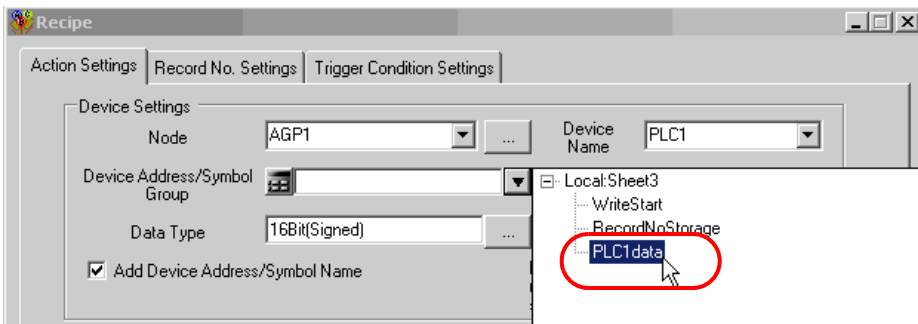 Recipe
Action Settings Record No. Settings Trigger Condition Settings
Device Settings
Node AGP1 ... Device Name PLC1
Device Address/Symbol Group
Local:Sheet3
WriteStart
RecordNoStorage
PLC1data
Data Type 16Bit(Signed) ...
Add Device Address/Symbol Name